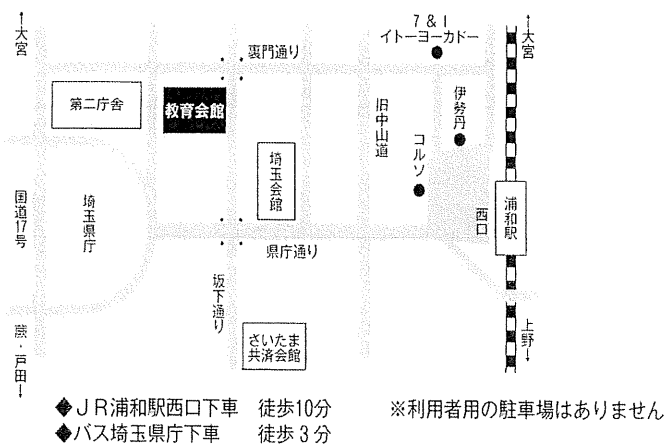 ↑大宮
裏門通り
7&I
イトーヨーカドー
↑大宮
第二庁舎
教育会館
旧中山道
伊勢丹
コルソ
埼玉会館
国道17号
埼玉県庁
西口
浦和駅
県庁通り
坂下通り
蕨・戸田↓
さいたま
共済会館
上野↓
◆JR浦和駅西口下車 徒歩10分
◆バス埼玉県庁下車 徒歩3分
※利用者用の駐車場はありません